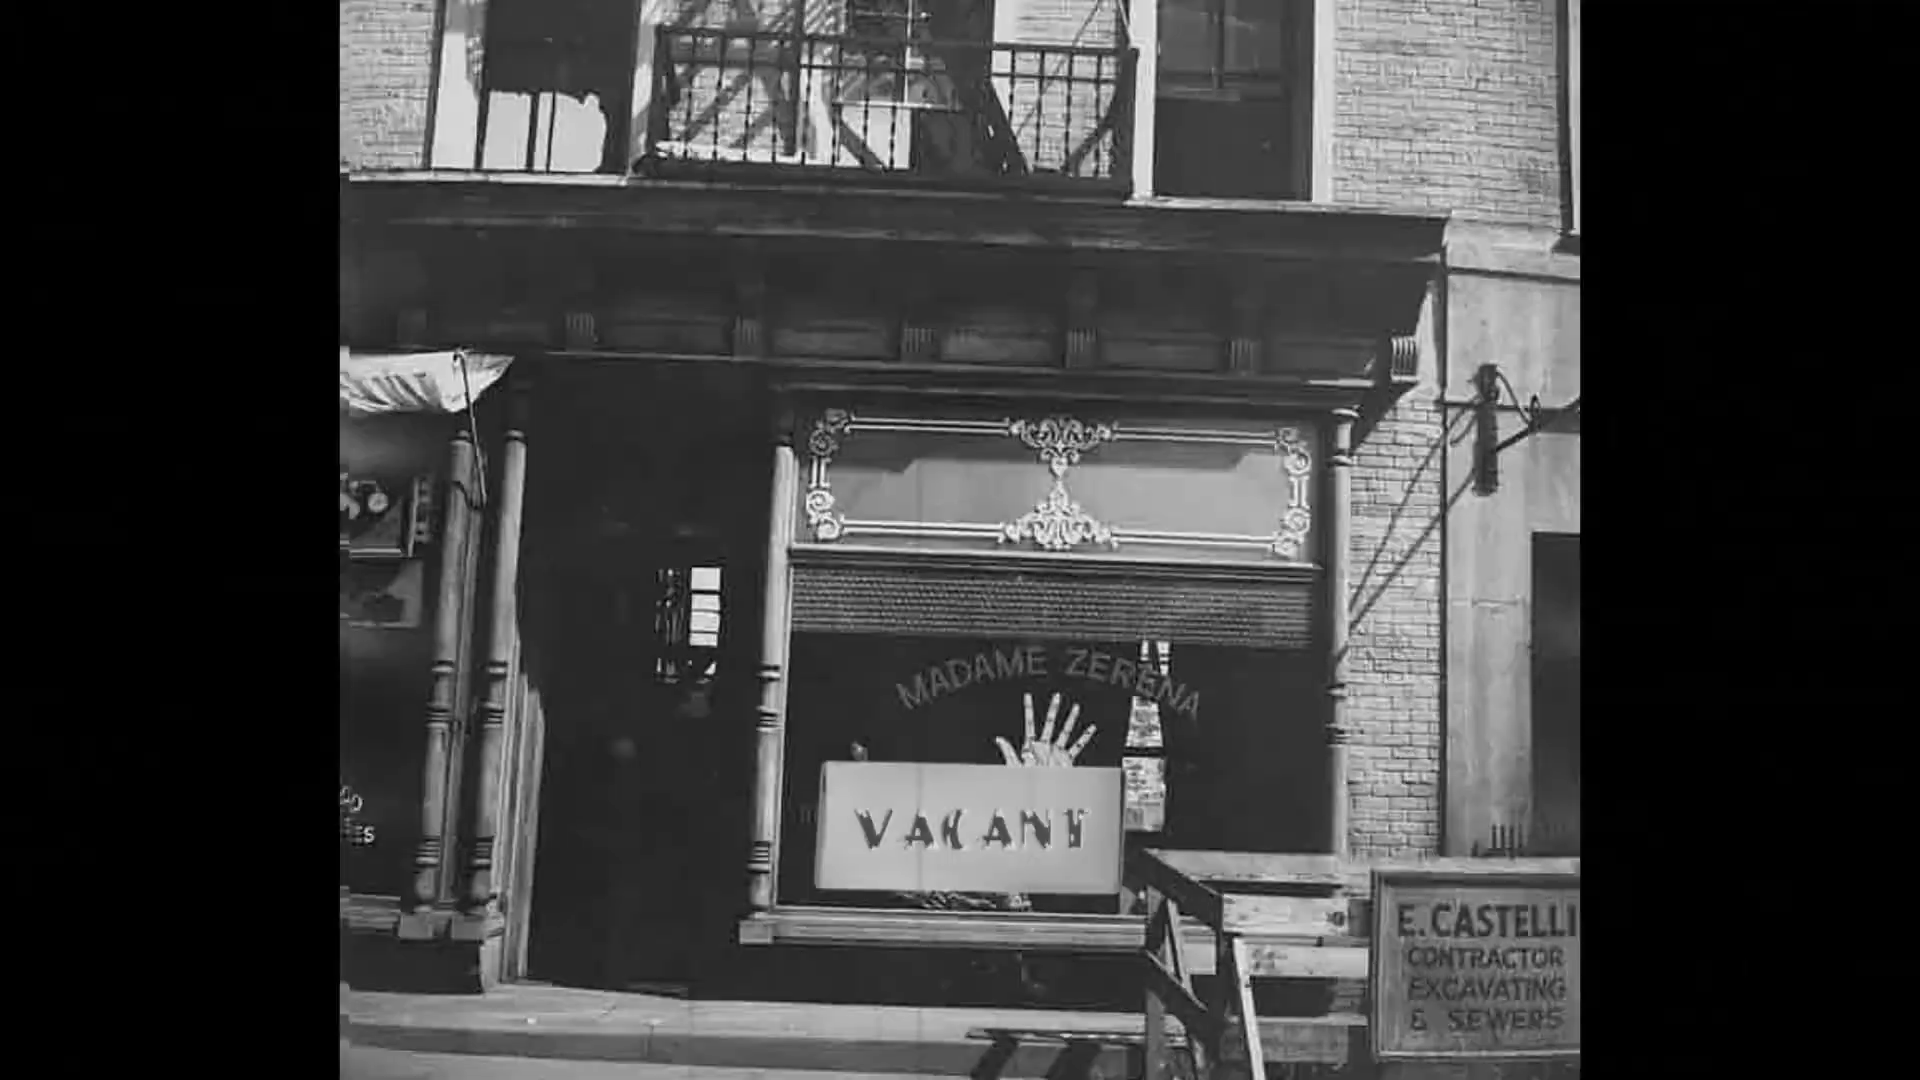 MADAME ZERENA
VACANT
E. CASTELLI
CONTRACTOR
EXCAVATING
& SEWERS